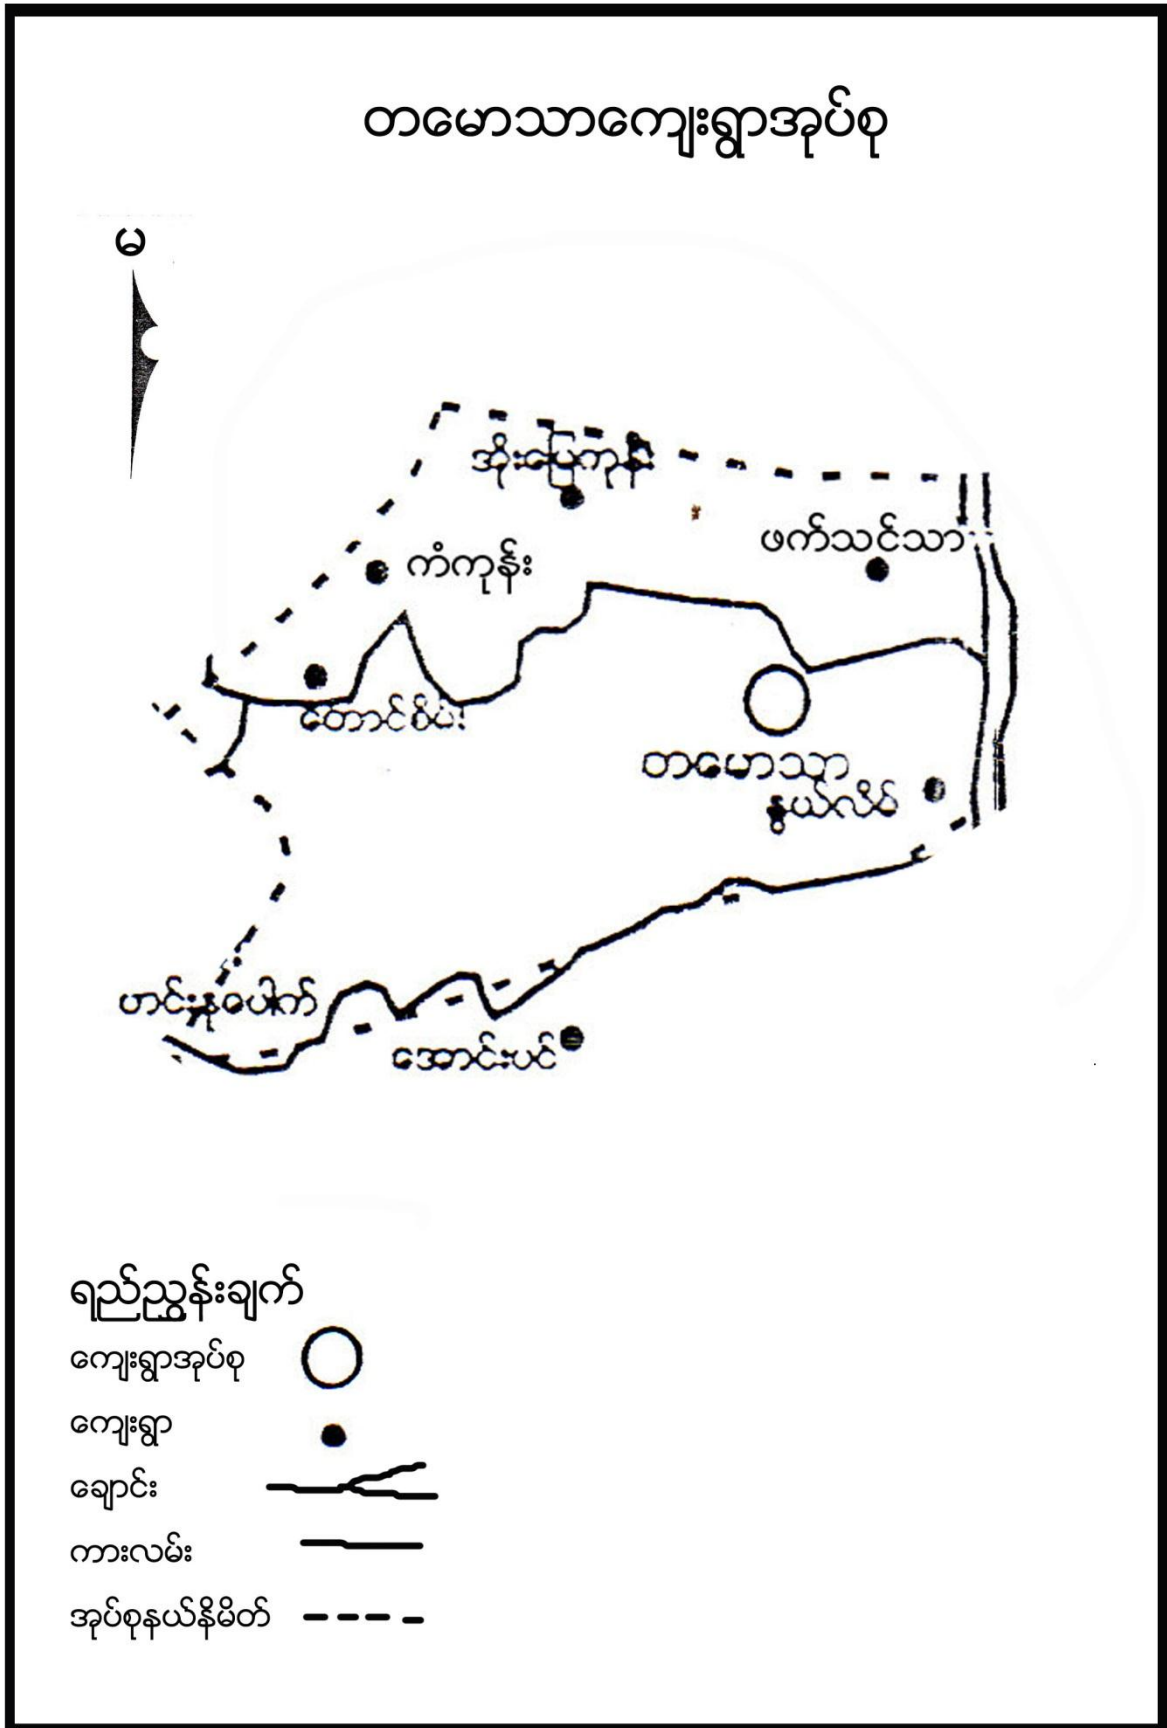 တမောသာကျေးရွာအုပ်စု
မ
အိုးမြေကုန်း
ဖက်သင်သာ
ကံကုန်း
တောင်စမ်း
တမောသာ
နွယ်လိမ်
ဟင်းနုပေါက်
အောင်းပင်
ရည်ညွှန်းချက်
ကျေးရွာအုပ်စု
ကျေးရွာ
ချောင်း
ကားလမ်း
အုပ်စုနယ်နိမိတ်